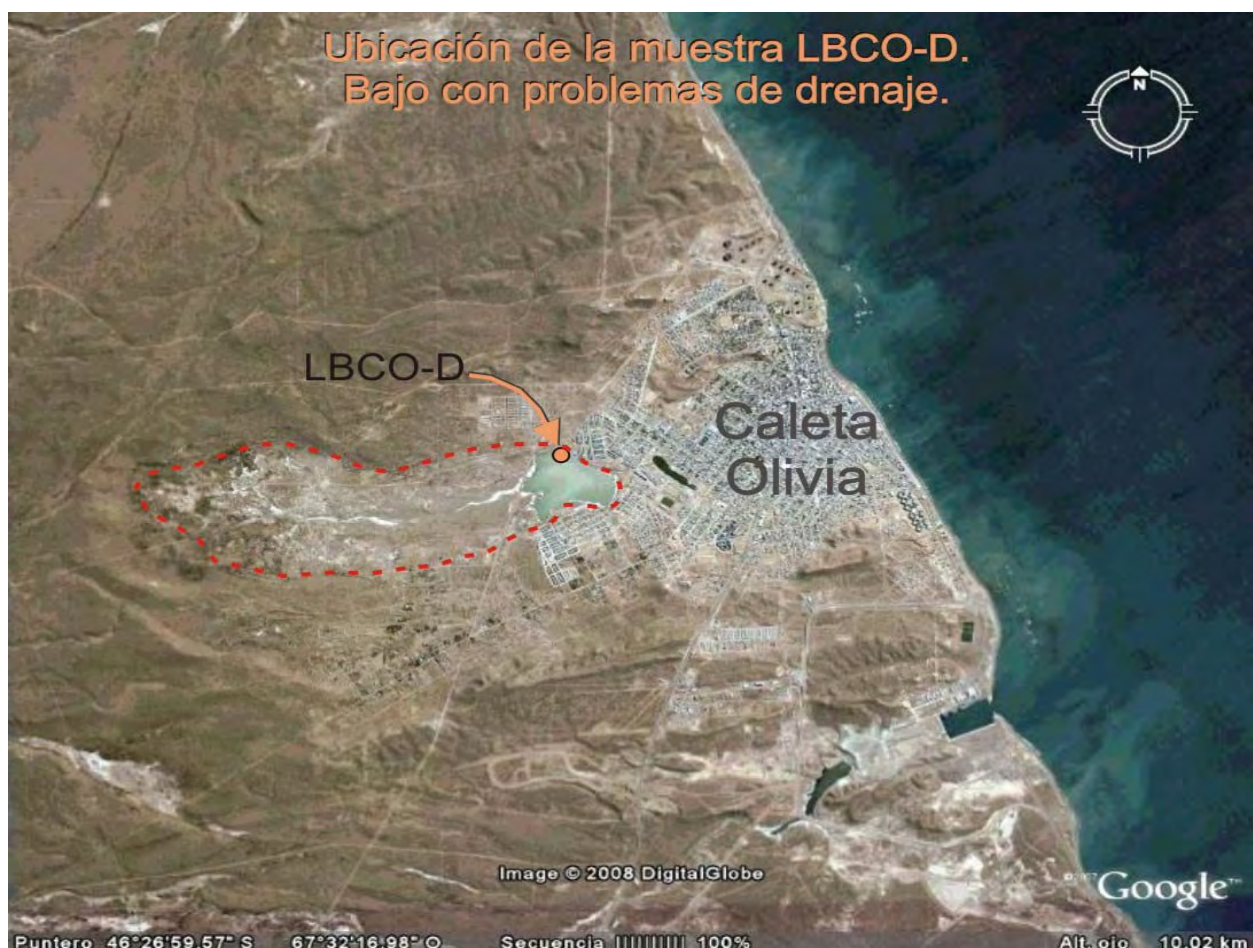 Ubicación de la muestra LBCO-D.
Bajo con problemas de drenaje.
N
LBCO-D
Caleta
Olivia
Image © 2008 DigitalGlobe
Google™
Puntero 46°26'59.57" S 67°32'16.98" O Secuencia 100% Alt. ojo 10.02 km